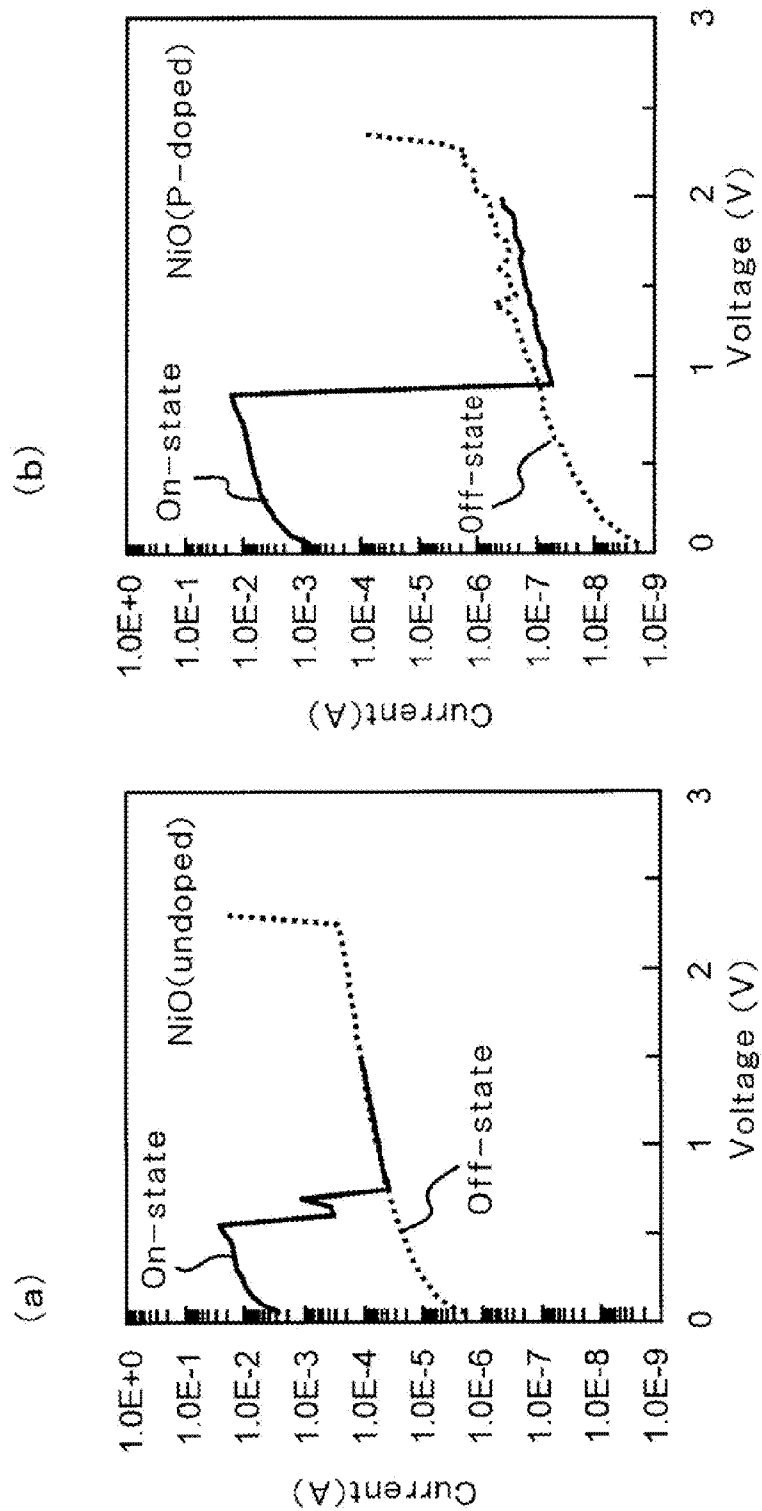 (a)
NiO(undoped)
On-state
Off-state
1.0E+0
1.0E-1
1.0E-2
1.0E-3
1.0E-4
1.0E-5
1.0E-6
1.0E-7
1.0E-8
1.0E-9
Current(A)
0
1
2
3
Voltage (V)
(b)
NiO(P-doped)
On-state
Off-state
1.0E+0
1.0E-1
1.0E-2
1.0E-3
1.0E-4
1.0E-5
1.0E-6
1.0E-7
1.0E-8
1.0E-9
Current(A)
0
1
2
3
Voltage (V)